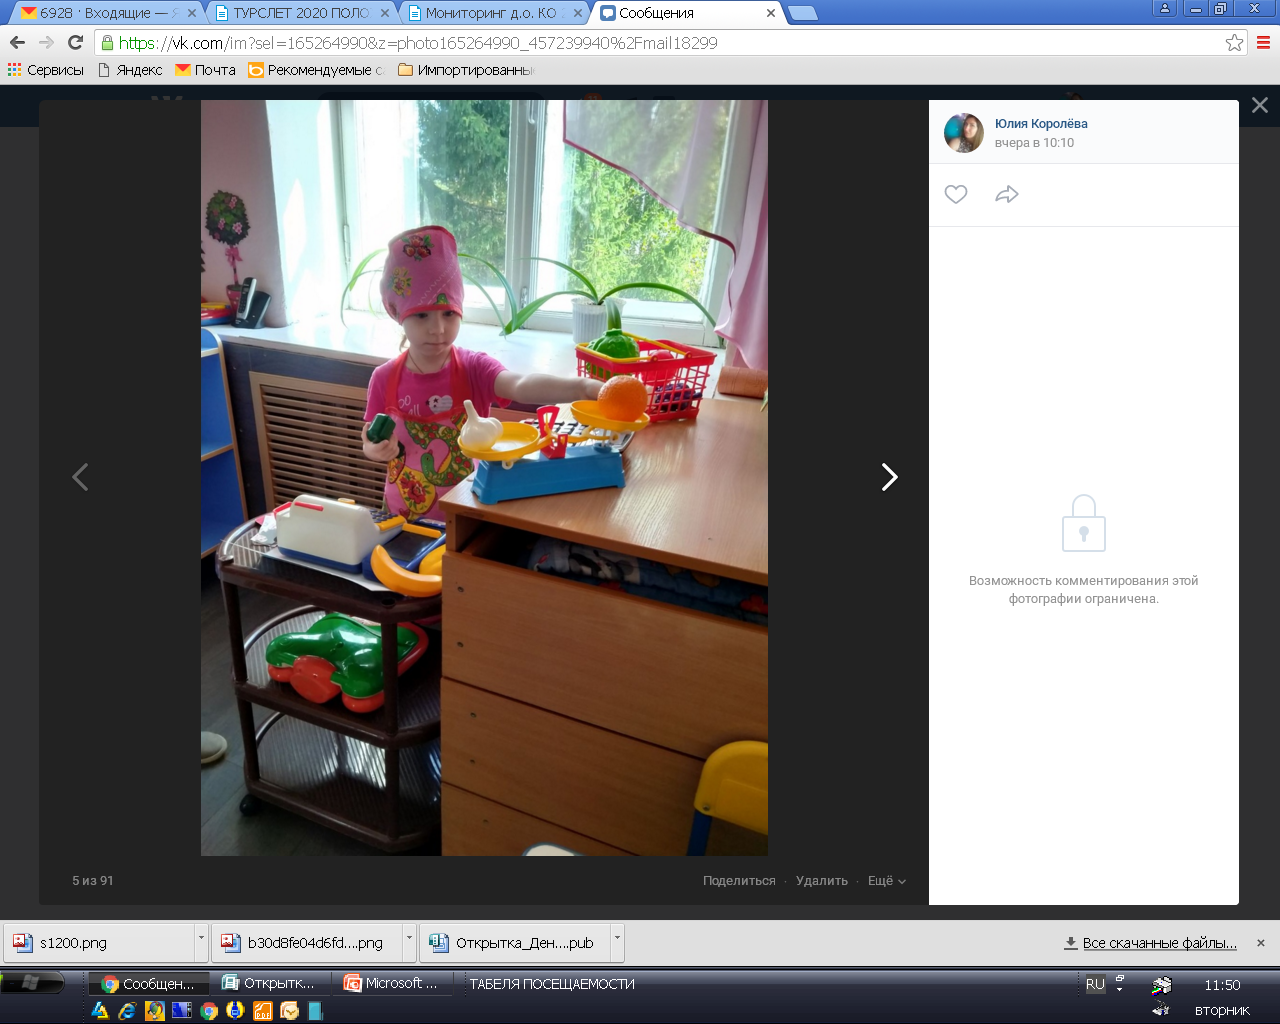 6928 · Входящие — Я
ТУРСЛЕТ 2020 ПОЛО
Мониторинг д.о. КО
Сообщения
https://vk.com/im?sel=165264990&z=photo165264990_457239940%2Fmail18299
Сервисы
Яндекс
Почта
Рекомендуемые
Импортированны
Юлия Королёва
вчера в 10:10
Возможность комментирования этой
фотографии ограничена.
5 из 91
Поделиться · Удалить · Ещё
s1200.png
b30d8fe04d6fd....png
Открытка_Ден....pub
Все скачанные файлы...
Сообщен...
Открытк...
Microsoft ...
ТАБЕЛЯ ПОСЕЩАЕМОСТИ
RU
11:50
вторник